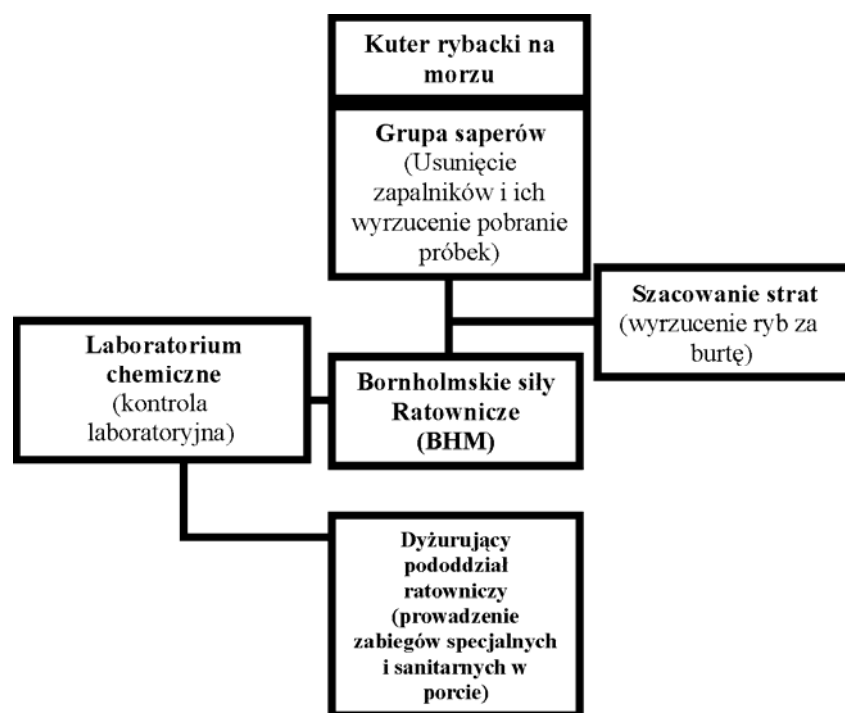 Kuter rybacki na
morzu
Grupa saperów
(Usunięcie
zapalników i ich
wyrzucenie pobranie
próbek)
Szacowanie strat
(wyrzucenie ryb za
burtę)
Laboratorium
chemiczne
(kontrola
laboratoryjna)
Bornholmskie siły
Ratownicze
(BHM)
Dyżurujący
pododdział
ratowniczy
(prowadzenie
zabiegów specjalnych
i sanitarnych w
porcie)